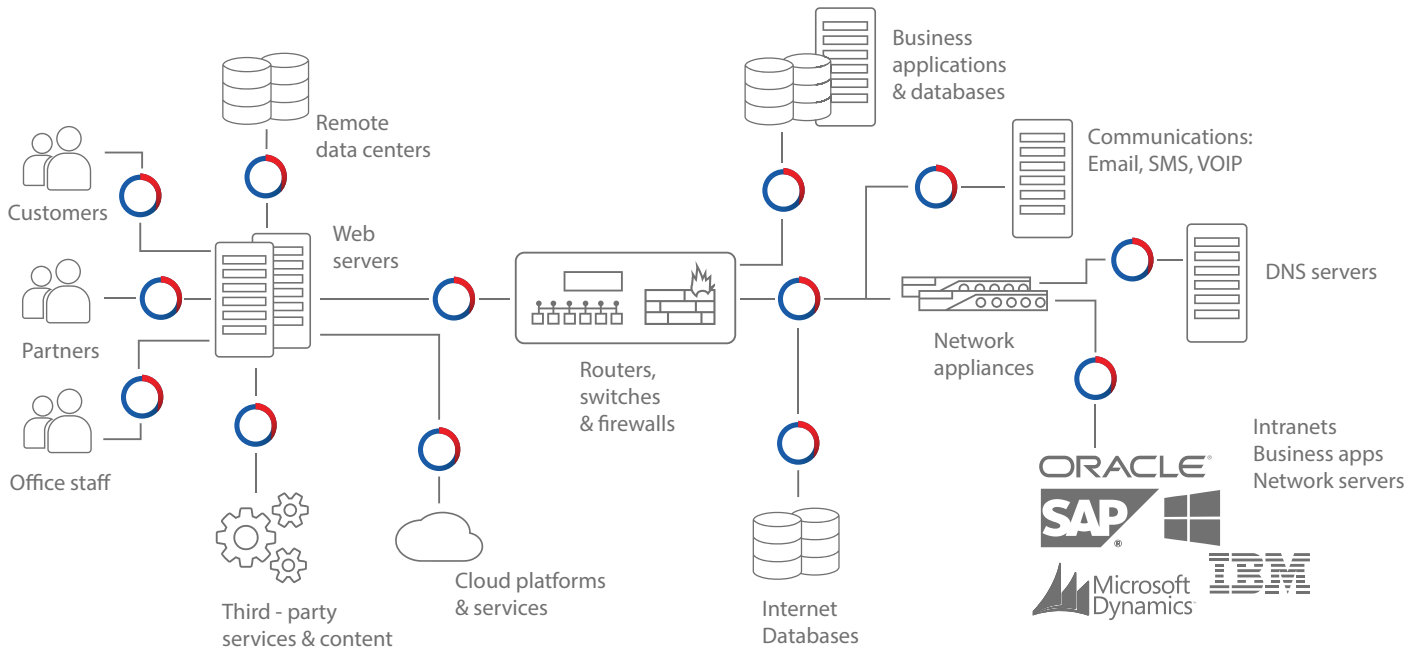 Business
applications
& databases
Remote
data centers
Communications:
Email, SMS, VOIP
Customers
Web
servers
DNS servers
Partners
Routers,
switches
& firewalls
Network
appliances
Office staff
Intranets
Business apps
Network servers
ORACLE®
SAP®
IBM
Microsoft
Dynamics
Cloud platforms
& services
Third - party
services & content
Internet
Databases